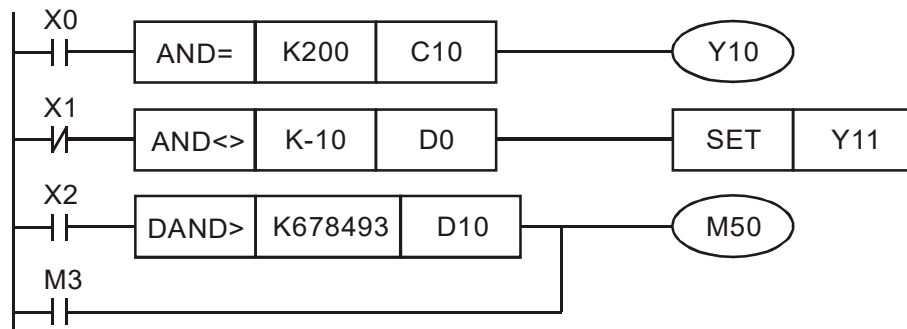 X0
AND= K200 C10 Y10
X1
AND<> K-10 D0 SET Y11
X2
DAND> K678493 D10 M50
M3